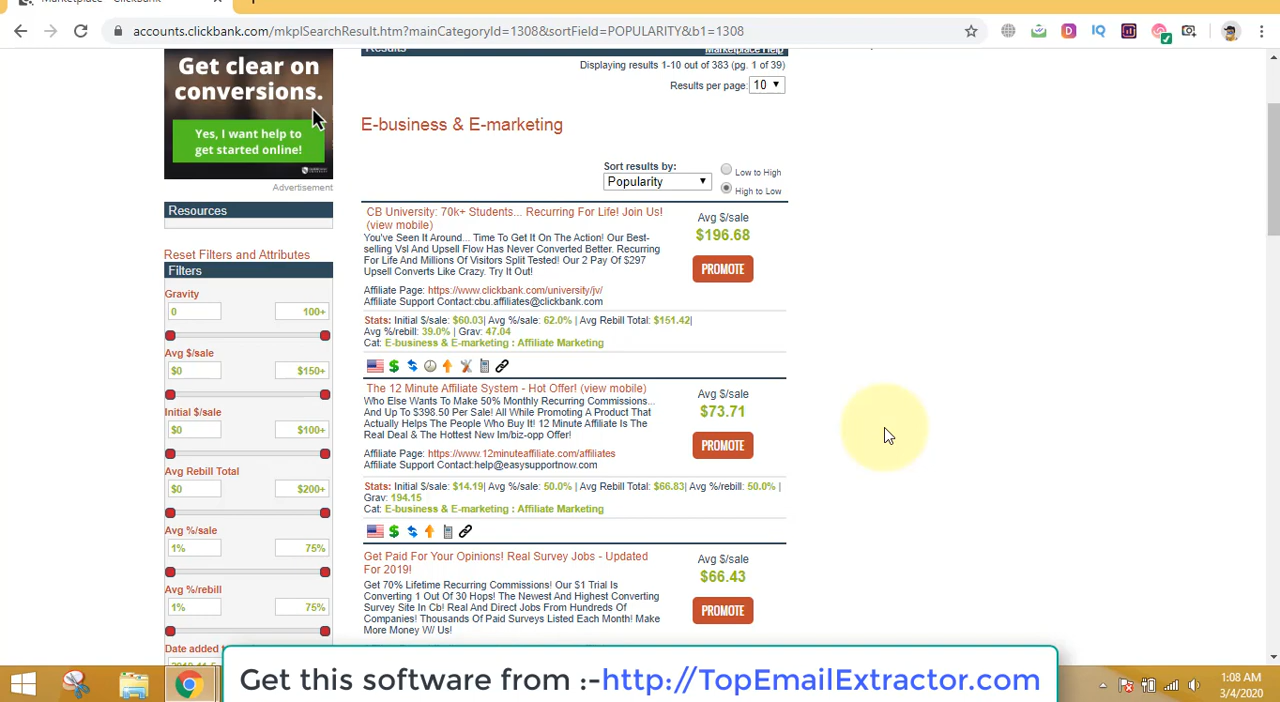 accounts.clickbank.com/mkplSearchResult.htm?mainCategoryId=1308&sortField=POPULARITY&b1=1308
Get clear on
conversions.
Yes, I want help to
get started online!
Advertisement
Resources
Reset Filters and Attributes
Filters
Gravity
0 100+
Avg $/sale
$0 $150+
Initial $/sale
$0 $100+
Avg Rebill Total
$0 $200+
Avg %/sale
1% 75%
Avg %/rebill
1% 75%
Date added t
Results
Marketplace Help
Displaying results 1-10 out of 383 (pg. 1 of 39)
Results per page: 10
E-business & E-marketing
Sort results by:
Popularity
Low to High
High to Low
CB University: 70k+ Students... Recurring For Life! Join Us!
(view mobile)
You've Seen It Around... Time To Get It On The Action! Our Best-
selling Vsl And Upsell Flow Has Never Converted Better. Recurring
For Life And Millions Of Visitors Split Tested! Our 2 Pay Of $297
Upsell Converts Like Crazy. Try It Out!
Affiliate Page: https://www.clickbank.com/university/jv/
Affiliate Support Contact:cbu.affiliates@clickbank.com
Avg $/sale
$196.68
PROMOTE
Stats: Initial $/sale: $60.03| Avg %/sale: 62.0% | Avg Rebill Total: $151.42|
Avg %/rebill: 39.0% | Grav: 47.04
Cat: E-business & E-marketing : Affiliate Marketing
The 12 Minute Affiliate System - Hot Offer! (view mobile)
Who Else Wants To Make 50% Monthly Recurring Commissions...
And Up To $398.50 Per Sale! All While Promoting A Product That
Actually Helps The People Who Buy It! 12 Minute Affiliate Is The
Real Deal & The Hottest New Im/biz-opp Offer!
Affiliate Page: https://www.12minuteaffiliate.com/affiliates
Affiliate Support Contact:help@easysupportnow.com
Avg $/sale
$73.71
PROMOTE
Stats: Initial $/sale: $14.19| Avg %/sale: 50.0% | Avg Rebill Total: $66.83| Avg %/rebill: 50.0% |
Grav: 194.15
Cat: E-business & E-marketing : Affiliate Marketing
Get Paid For Your Opinions! Real Survey Jobs - Updated
For 2019!
Get 70% Lifetime Recurring Commissions! Our $1 Trial Is
Converting 1 Out Of 30 Hops! The Newest And Highest Converting
Survey Site In Cb! Real And Direct Jobs From Hundreds Of
Companies! Thousands Of Paid Surveys Listed Each Month! Make
More Money W/ Us!
Avg $/sale
$66.43
PROMOTE
Get this software from :-http://TopEmailExtractor.com
1:08 AM
3/4/2020